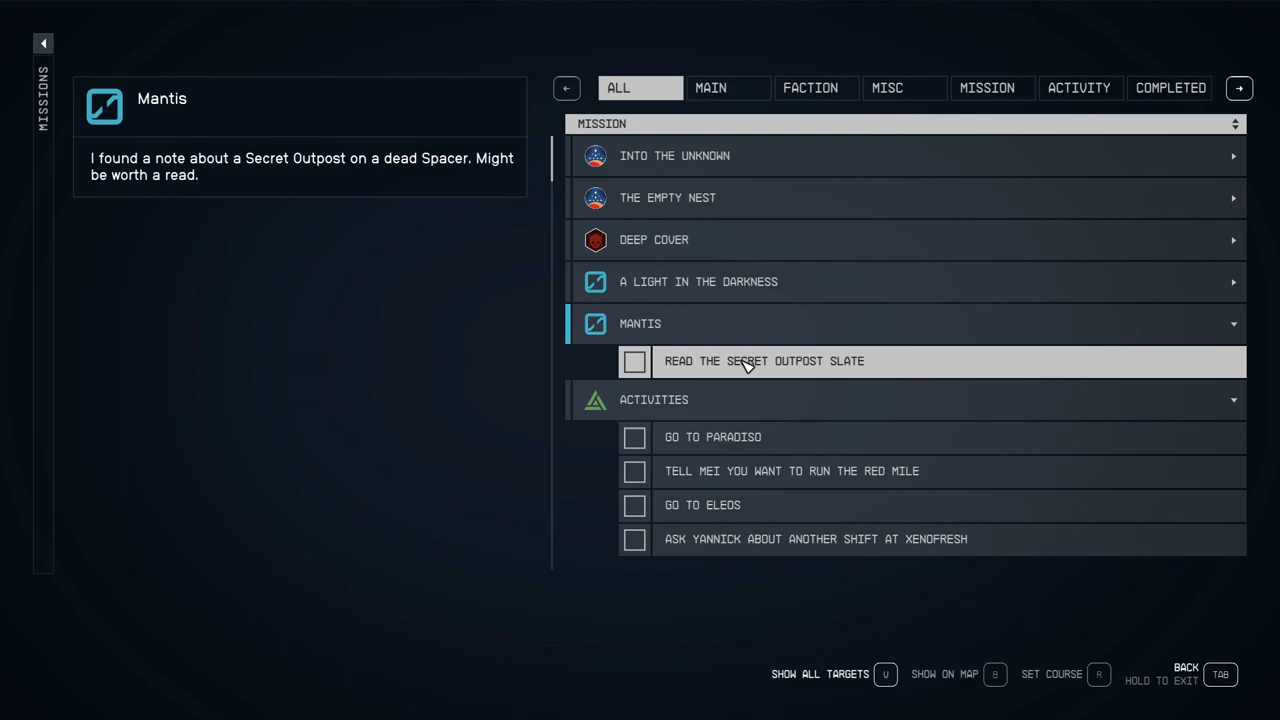 MISSIONS
Mantis
I found a note about a Secret Outpost on a dead Spacer. Might
be worth a read.
ALL
MAIN
FACTION
MISC
MISSION
ACTIVITY
COMPLETED
MISSION
INTO THE UNKNOWN
THE EMPTY NEST
DEEP COVER
A LIGHT IN THE DARKNESS
MANTIS
READ THE SECRET OUTPOST SLATE
ACTIVITIES
GO TO PARADISO
TELL MEI YOU WANT TO RUN THE RED MILE
GO TO ELEOS
ASK YANNICK ABOUT ANOTHER SHIFT AT XENOFRESH
SHOW ALL TARGETS V
SHOW ON MAP B
SET COURSE R
BACK
HOLD TO EXIT
TAB